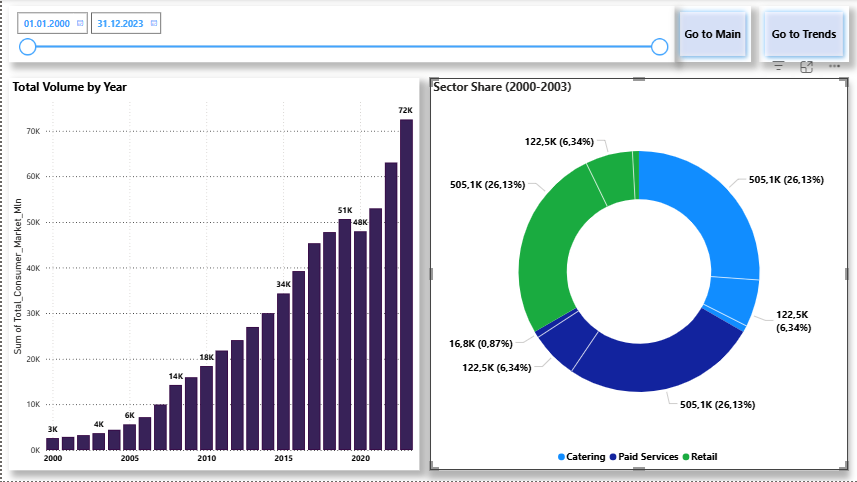 01.01.2000
31.12.2023
Go to Main
Go to Trends
Total Volume by Year
Sum of Total_Consumer_Market_Mln
70K
60K
50K
40K
30K
20K
10K
0K
3K
4K
6K
14K
18K
34K
51K
48K
72K
2000
2005
2010
2015
2020
Sector Share (2000-2003)
122,5K (6,34%)
505,1K (26,13%)
505,1K (26,13%)
122,5K
(6,34%)
16,8K (0,87%)
122,5K (6,34%)
505,1K (26,13%)
Catering
Paid Services
Retail